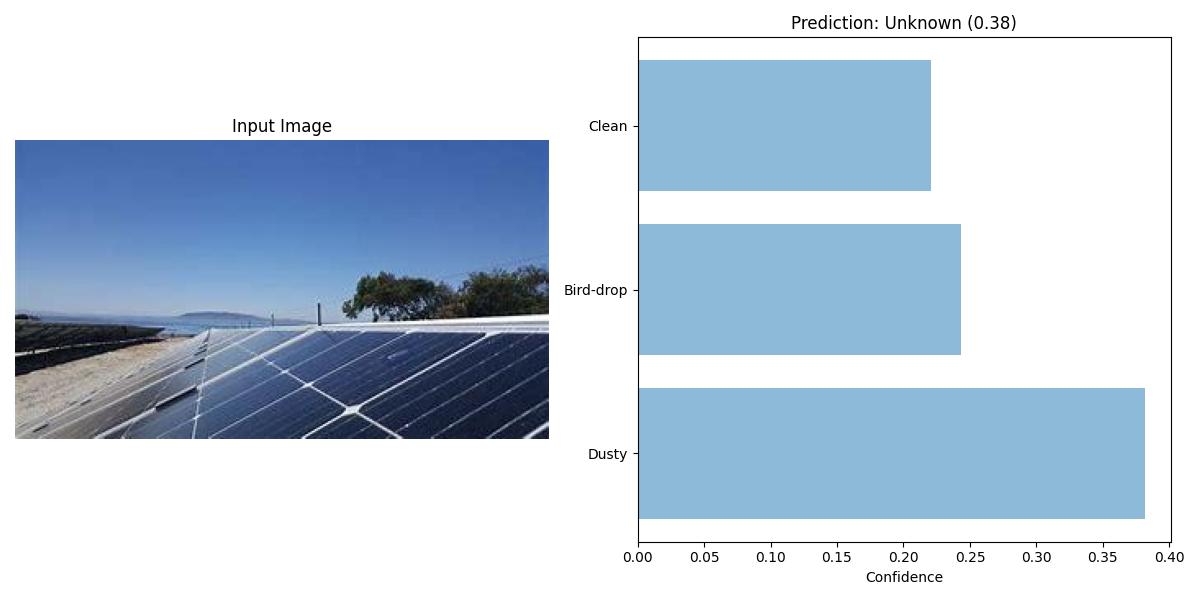 Input Image
Prediction: Unknown (0.38)
Clean
Bird-drop
Dusty
0.00 0.05 0.10 0.15 0.20 0.25 0.30 0.35 0.40
Confidence